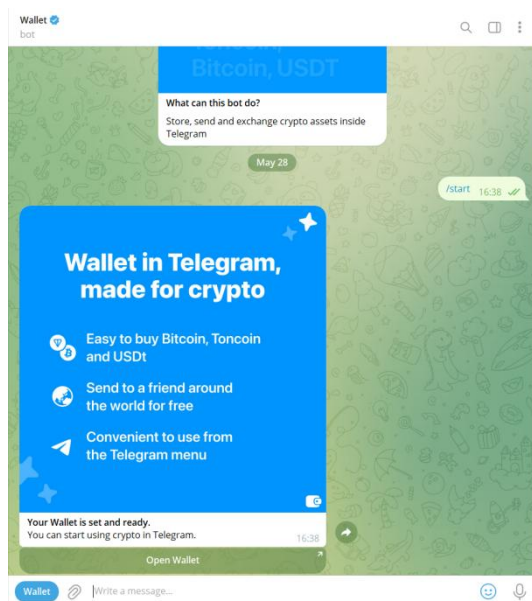 Wallet
bot
Bitcoin, USDT
What can this bot do?
Store, send and exchange crypto assets inside
Telegram
May 28
/start 16:38
Wallet in Telegram,
made for crypto
Easy to buy Bitcoin, Toncoin
and USDt
Send to a friend around
the world for free
Convenient to use from
the Telegram menu
Your Wallet is set and ready.
You can start using crypto in Telegram.
16:38
Open Wallet
Wallet
Write a message...